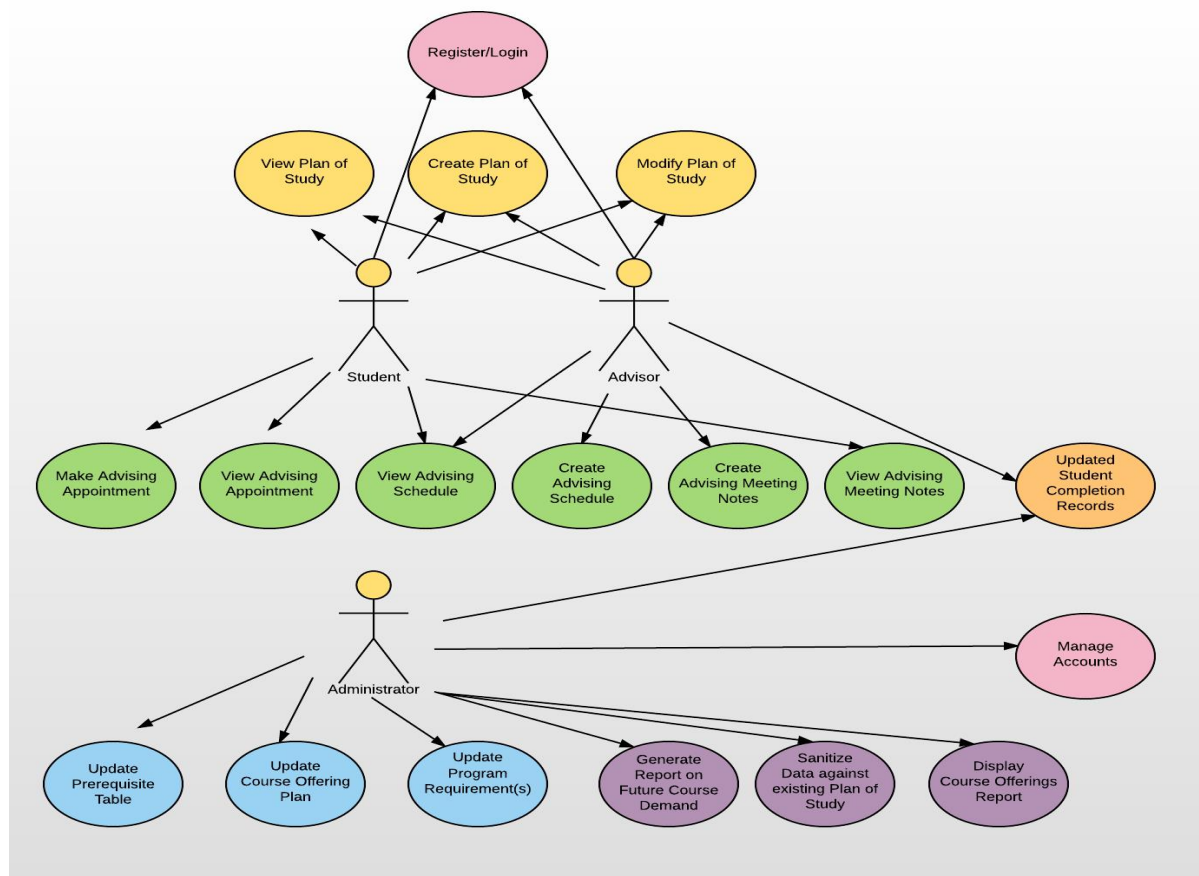 Register/Login
View Plan of
Study
Create Plan of
Study
Modify Plan of
Study
Student
Advisor
Make Advising
Appointment
View Advising
Appointment
View Advising
Schedule
Create
Advising
Schedule
Create
Advising Meeting
Notes
View Advising
Meeting Notes
Updated
Student
Completion
Records
Manage
Accounts
Administrator
Update
Prerequisite
Table
Update
Course Offering
Plan
Update
Program
Requirement(s)
Generate
Report on
Future Course
Demand
Sanitize
Data against
existing Plan of
Study
Display
Course Offerings
Report